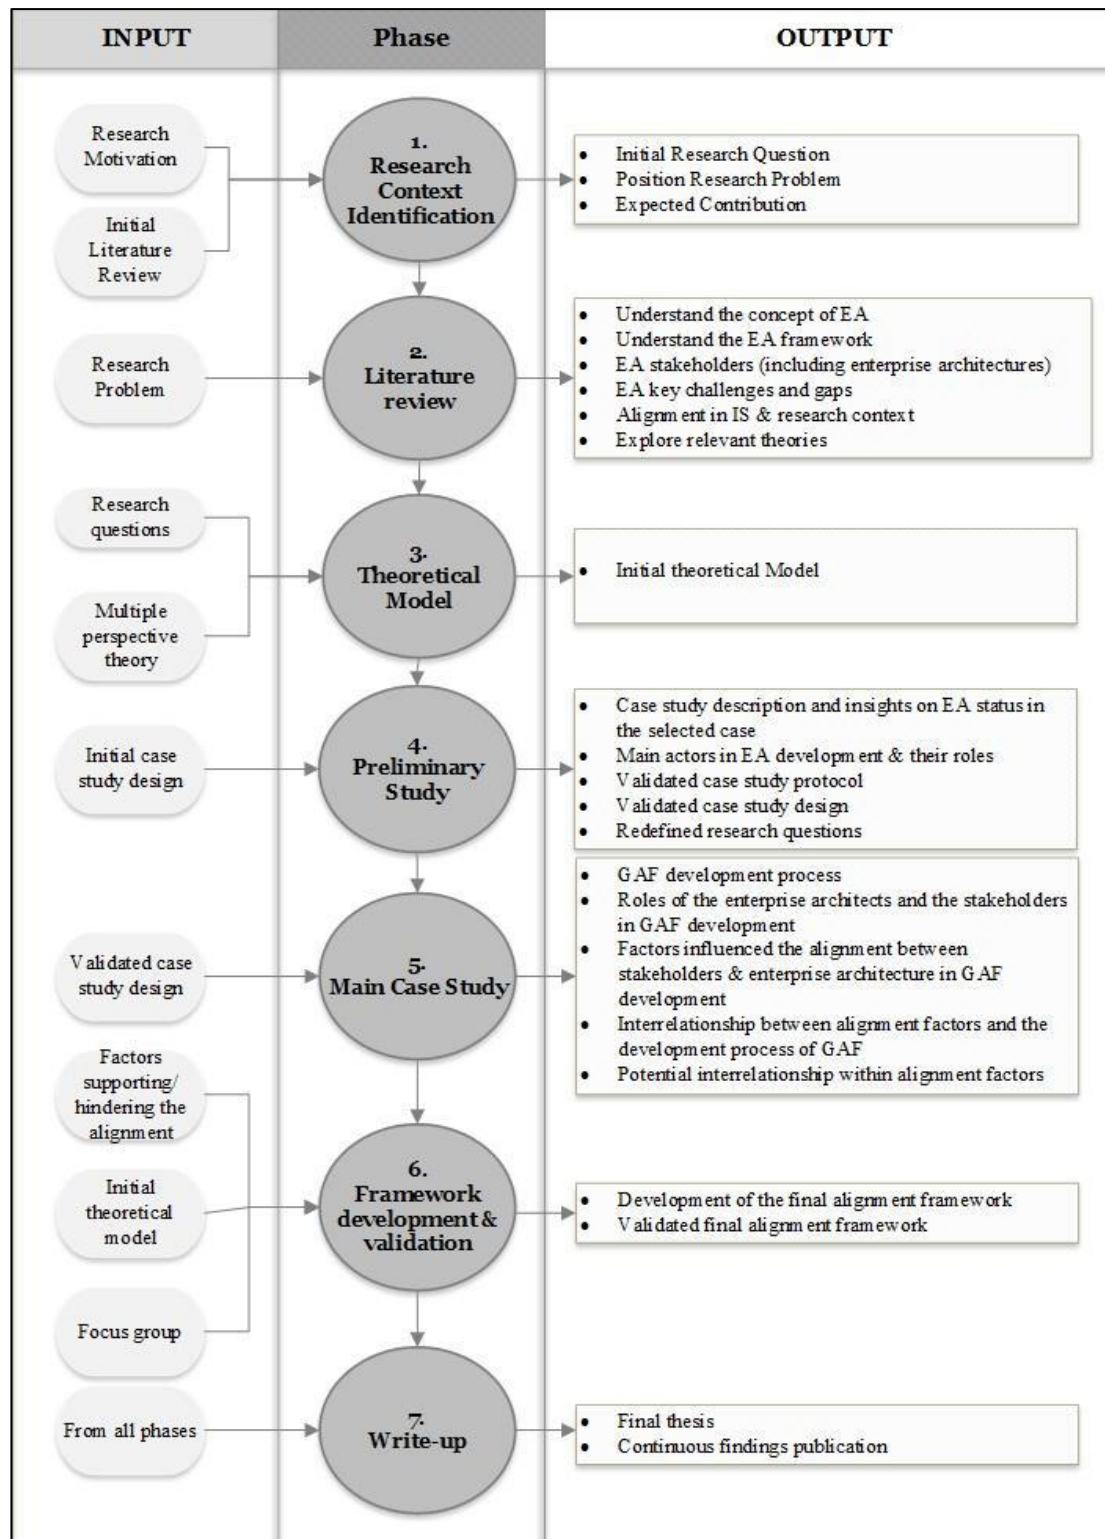 INPUT
Phase
OUTPUT
Research
Motivation
Initial
Literature
Review
1.
Research
Context
Identification
• Initial Research Question
• Position Research Problem
• Expected Contribution
Research
Problem
2.
Literature
review
• Understand the concept of EA
• Understand the EA framework
• EA stakeholders (including enterprise architectures)
• EA key challenges and gaps
• Alignment in IS & research context
• Explore relevant theories
Research
questions
Multiple
perspective
theory
3.
Theoretical
Model
• Initial theoretical Model
Initial case
study design
4.
Preliminary
Study
• Case study description and insights on EA status in
the selected case
• Main actors in EA development & their roles
• Validated case study protocol
• Validated case study design
• Redefined research questions
Validated case
study design
5.
Main Case Study
• GAF development process
• Roles of the enterprise architects and the stakeholders
in GAF development
• Factors influenced the alignment between
stakeholders & enterprise architecture in GAF
development
• Interrelationship between alignment factors and the
development process of GAF
• Potential interrelationship within alignment factors
Factors
supporting/
hindering the
alignment
Initial
theoretical
model
Focus group
6.
Framework
development &
validation
• Development of the final alignment framework
• Validated final alignment framework
From all phases
7.
Write-up
• Final thesis
• Continuous findings publication